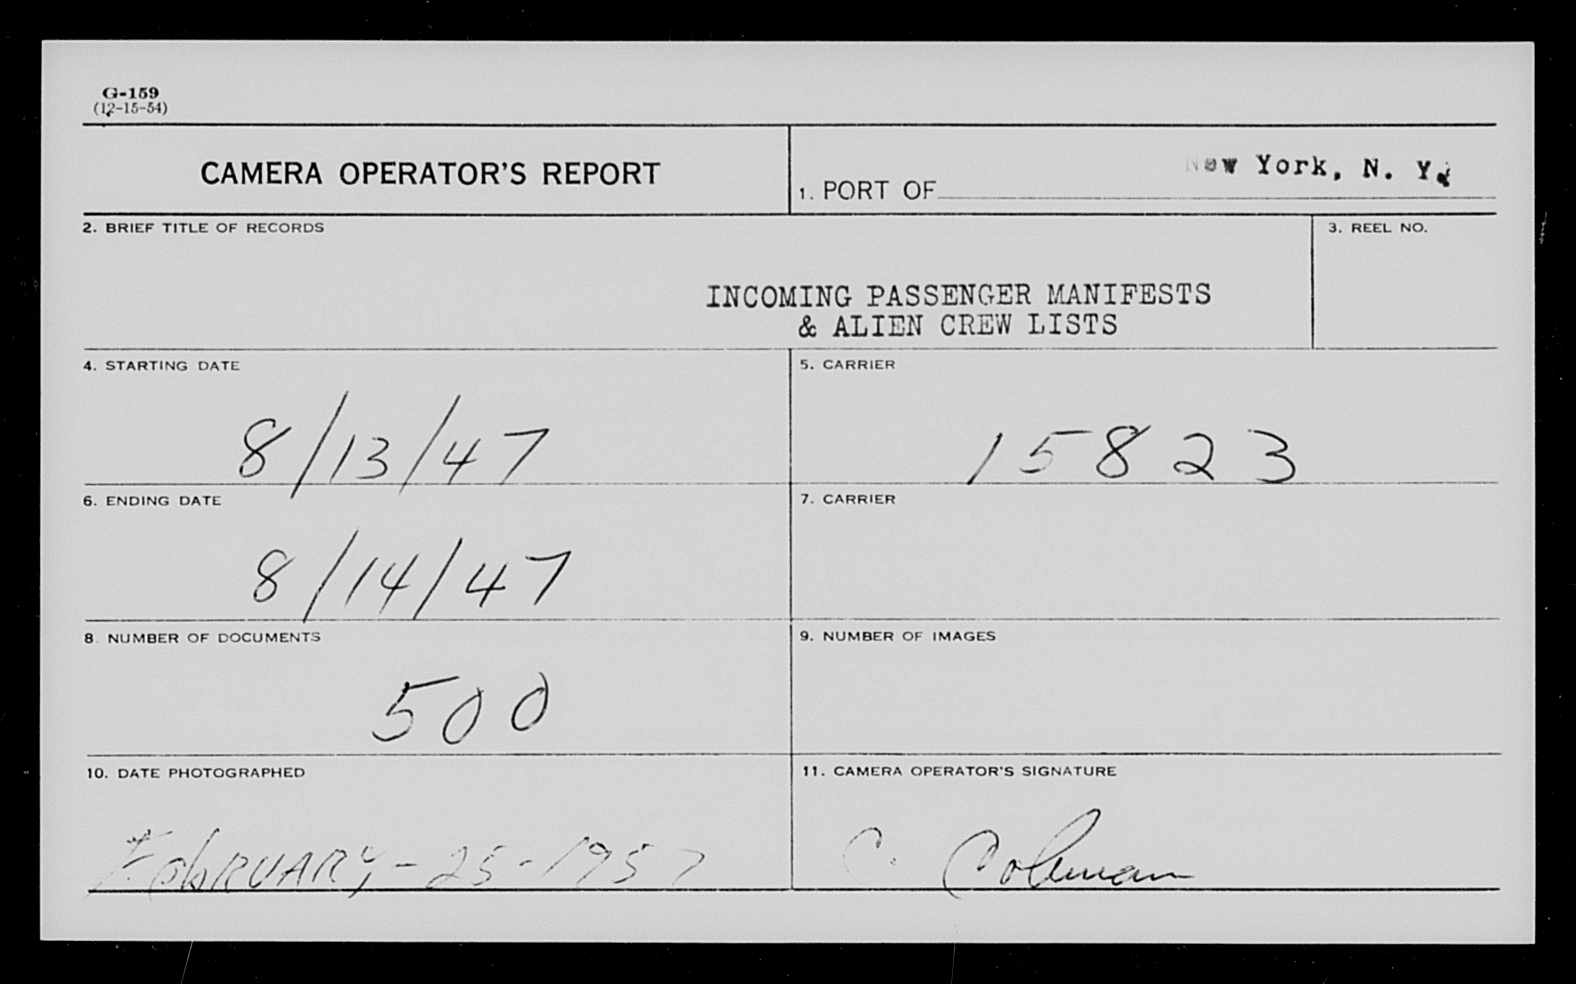 G-159
(12-15-54)
CAMERA OPERATOR'S REPORT
1. PORT OF New York, N. Y.
2. BRIEF TITLE OF RECORDS
INCOMING PASSENGER MANIFESTS
& ALIEN CREW LISTS
3. REEL NO.
4. STARTING DATE
8/13/47
5. CARRIER
15823
6. ENDING DATE
8/14/47
7. CARRIER
8. NUMBER OF DOCUMENTS
500
9. NUMBER OF IMAGES
10. DATE PHOTOGRAPHED
February-25-1957
11. CAMERA OPERATOR'S SIGNATURE
C. Coleman